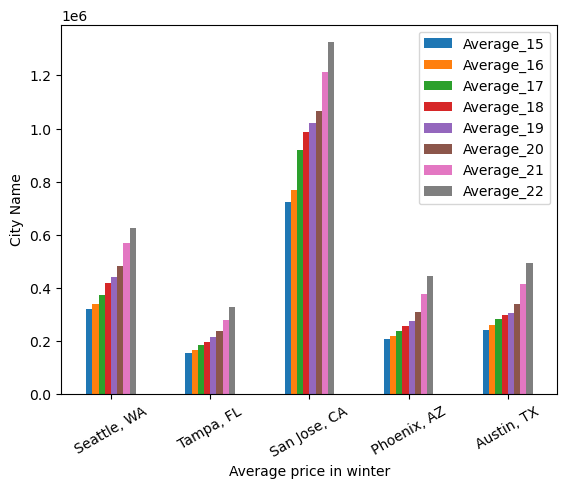 1e6
Average_15
Average_16
Average_17
Average_18
Average_19
Average_20
Average_21
Average_22
1.2
1.0
0.8
0.6
0.4
0.2
0.0
City Name
Seattle, WA
Tampa, FL
San Jose, CA
Phoenix, AZ
Austin, TX
Average price in winter